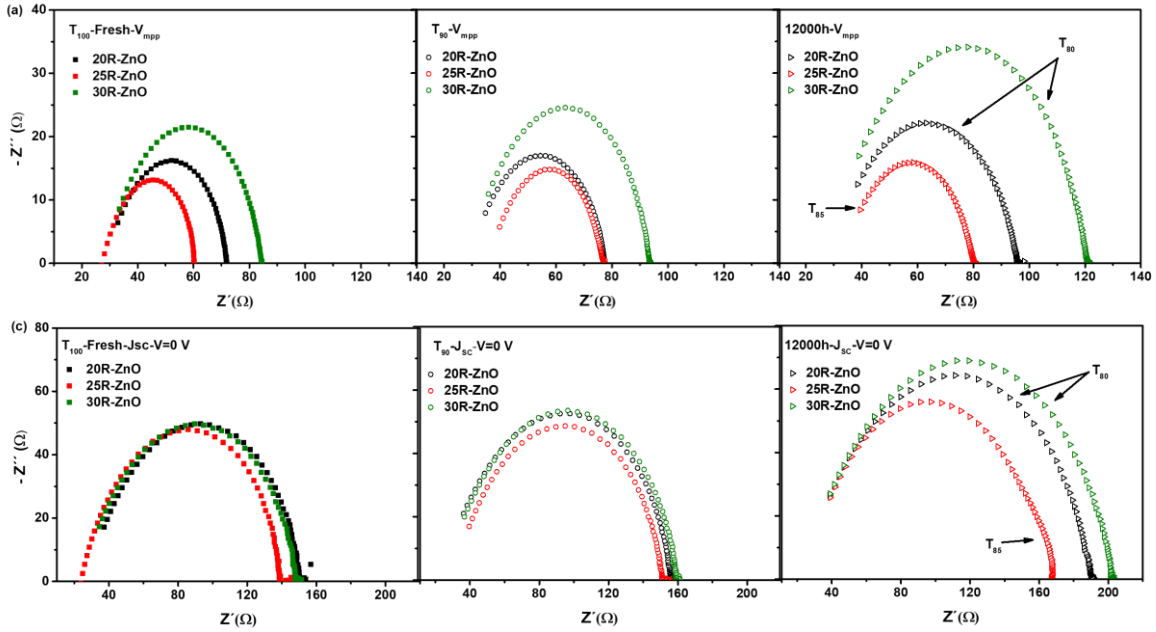 (a)
T100-Fresh-Vmpp
20R-ZnO
25R-ZnO
30R-ZnO
T90-Vmpp
20R-ZnO
25R-ZnO
30R-ZnO
12000h-Vmpp
20R-ZnO
25R-ZnO
30R-ZnO
T80
T85
- Z´´ (Ω)
40
30
20
10
0
20 40 60 80 100 120 140
20 40 60 80 100 120 140
20 40 60 80 100 120 140
Z´(Ω)
Z´(Ω)
Z´(Ω)
(c)
T100-Fresh-Jsc-V=0 V
20R-ZnO
25R-ZnO
30R-ZnO
T90-JSC-V=0 V
20R-ZnO
25R-ZnO
30R-ZnO
12000h-JSC-V=0 V
20R-ZnO
25R-ZnO
30R-ZnO
T80
T85
- Z´´ (Ω)
80
60
40
20
0
0 40 80 120 160 200
40 80 120 160 200
40 80 120 160 200
Z´(Ω)
Z´(Ω)
Z´(Ω)